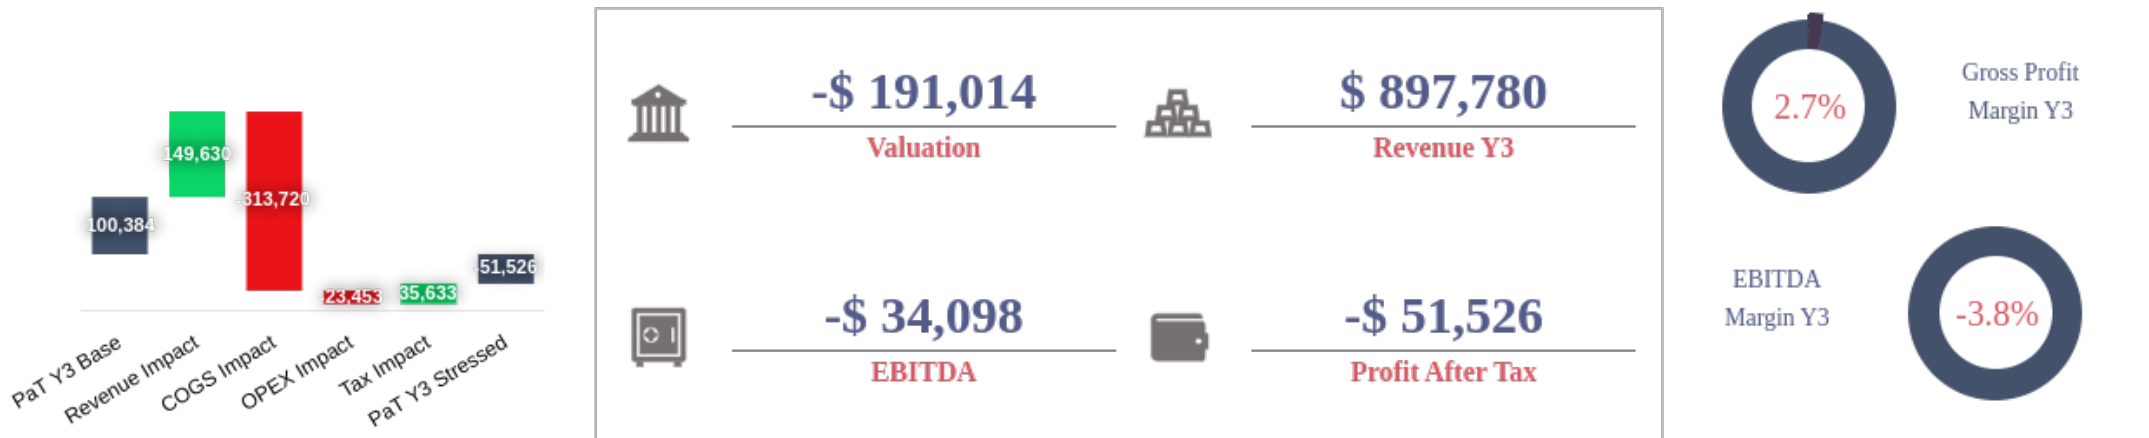 100,384
149,630
-313,720
-23,453
35,633
-51,526
PaT Y3 Base
Revenue Impact
COGS Impact
OPEX Impact
Tax Impact
PaT Y3 Stressed
-$ 191,014
Valuation
$ 897,780
Revenue Y3
-$ 34,098
EBITDA
-$ 51,526
Profit After Tax
2.7%
Gross Profit
Margin Y3
EBITDA
Margin Y3
-3.8%